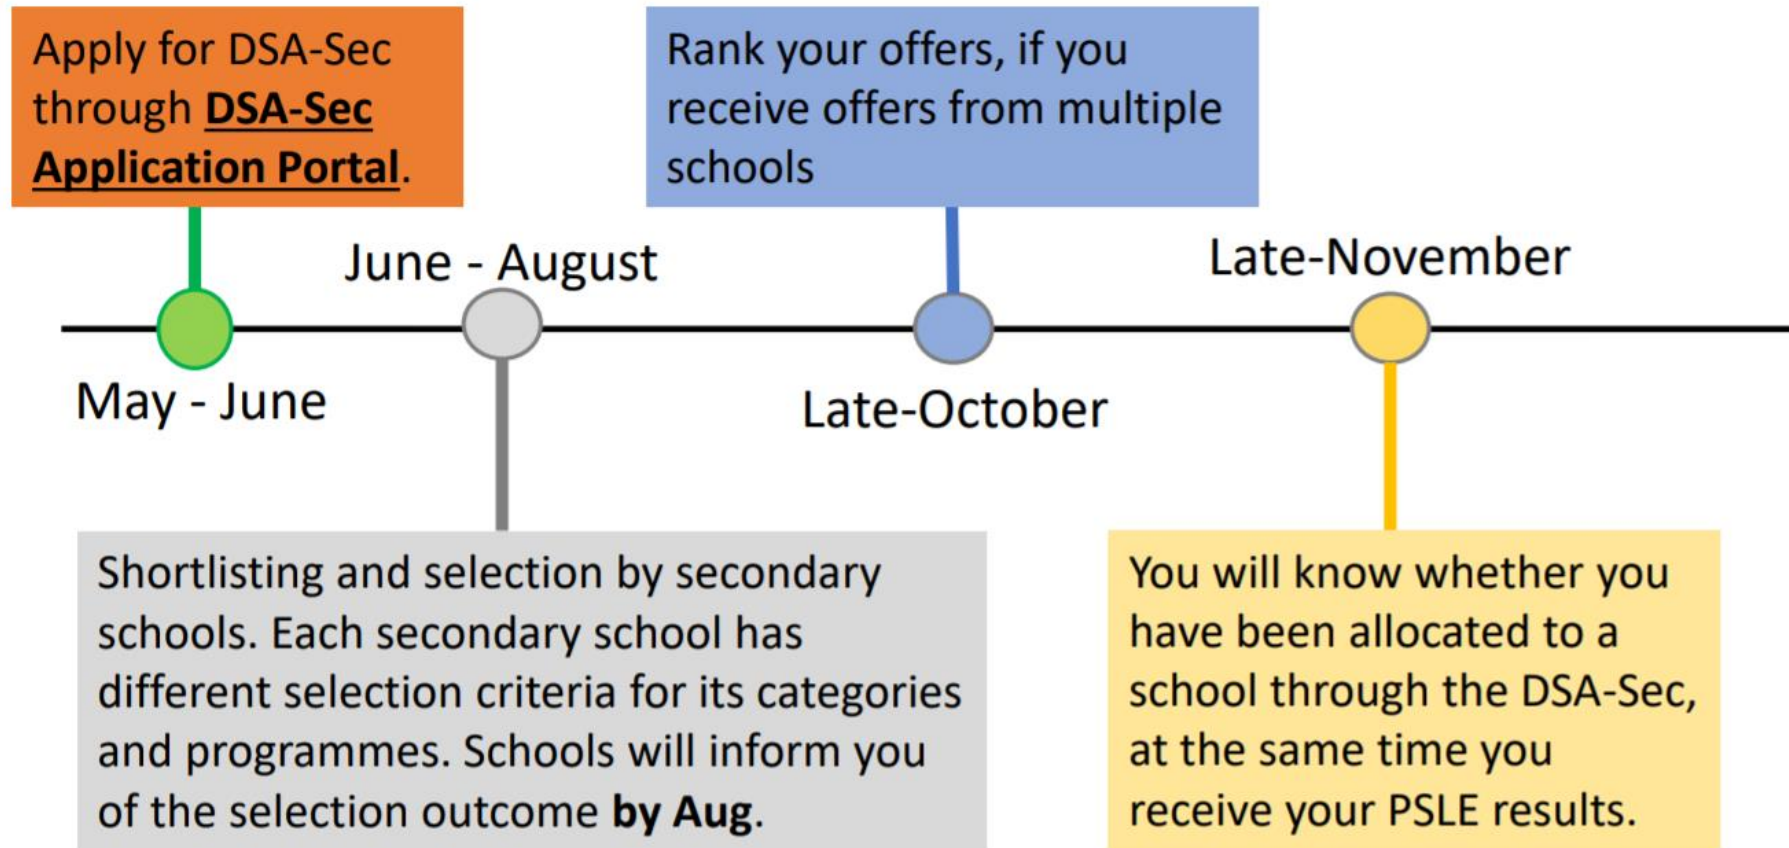 Apply for DSA-Sec
through DSA-Sec
Application Portal.
May - June
June - August
Shortlisting and selection by secondary
schools. Each secondary school has
different selection criteria for its categories
and programmes. Schools will inform you
of the selection outcome by Aug.
Rank your offers, if you
receive offers from multiple
schools
Late-October
Late-November
You will know whether you
have been allocated to a
school through the DSA-Sec,
at the same time you
receive your PSLE results.